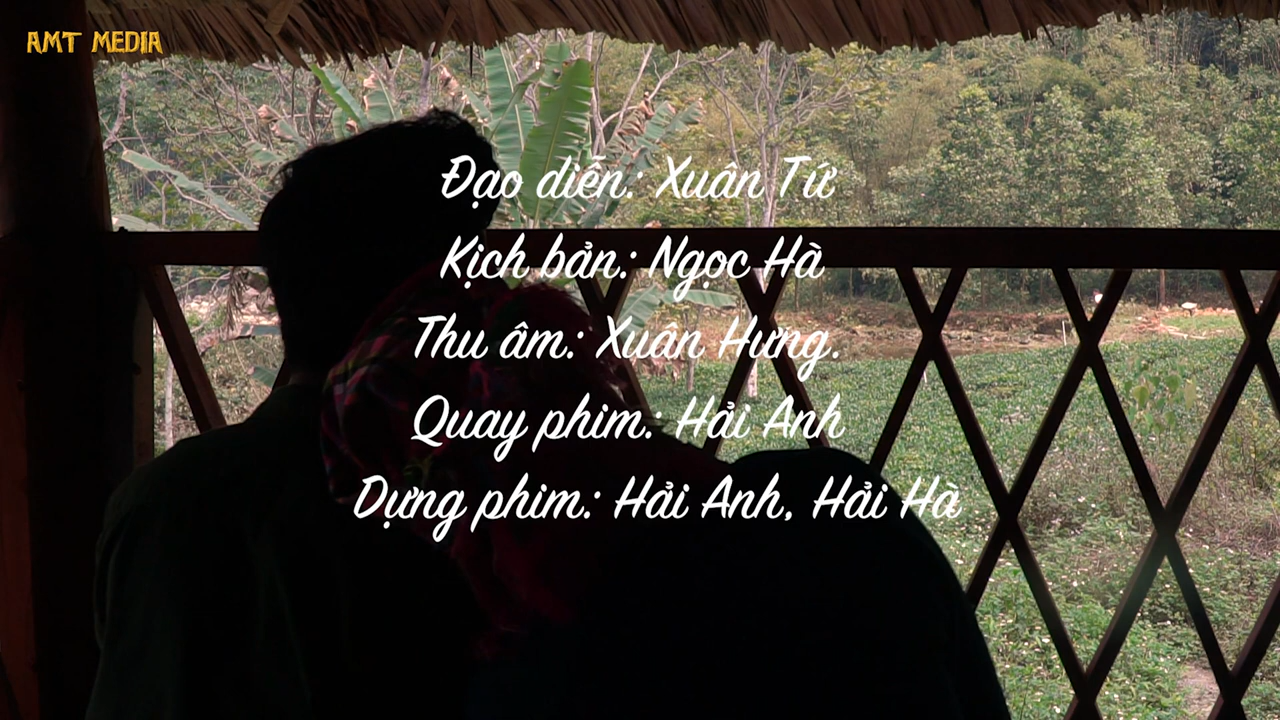 AMT MEDIA
Đạo diễn: Xuân Tứ
Kịch bản: Ngọc Hà
Thu âm: Xuân Hưng.
Quay phim: Hải Anh
Dựng phim: Hải Anh, Hải Hà